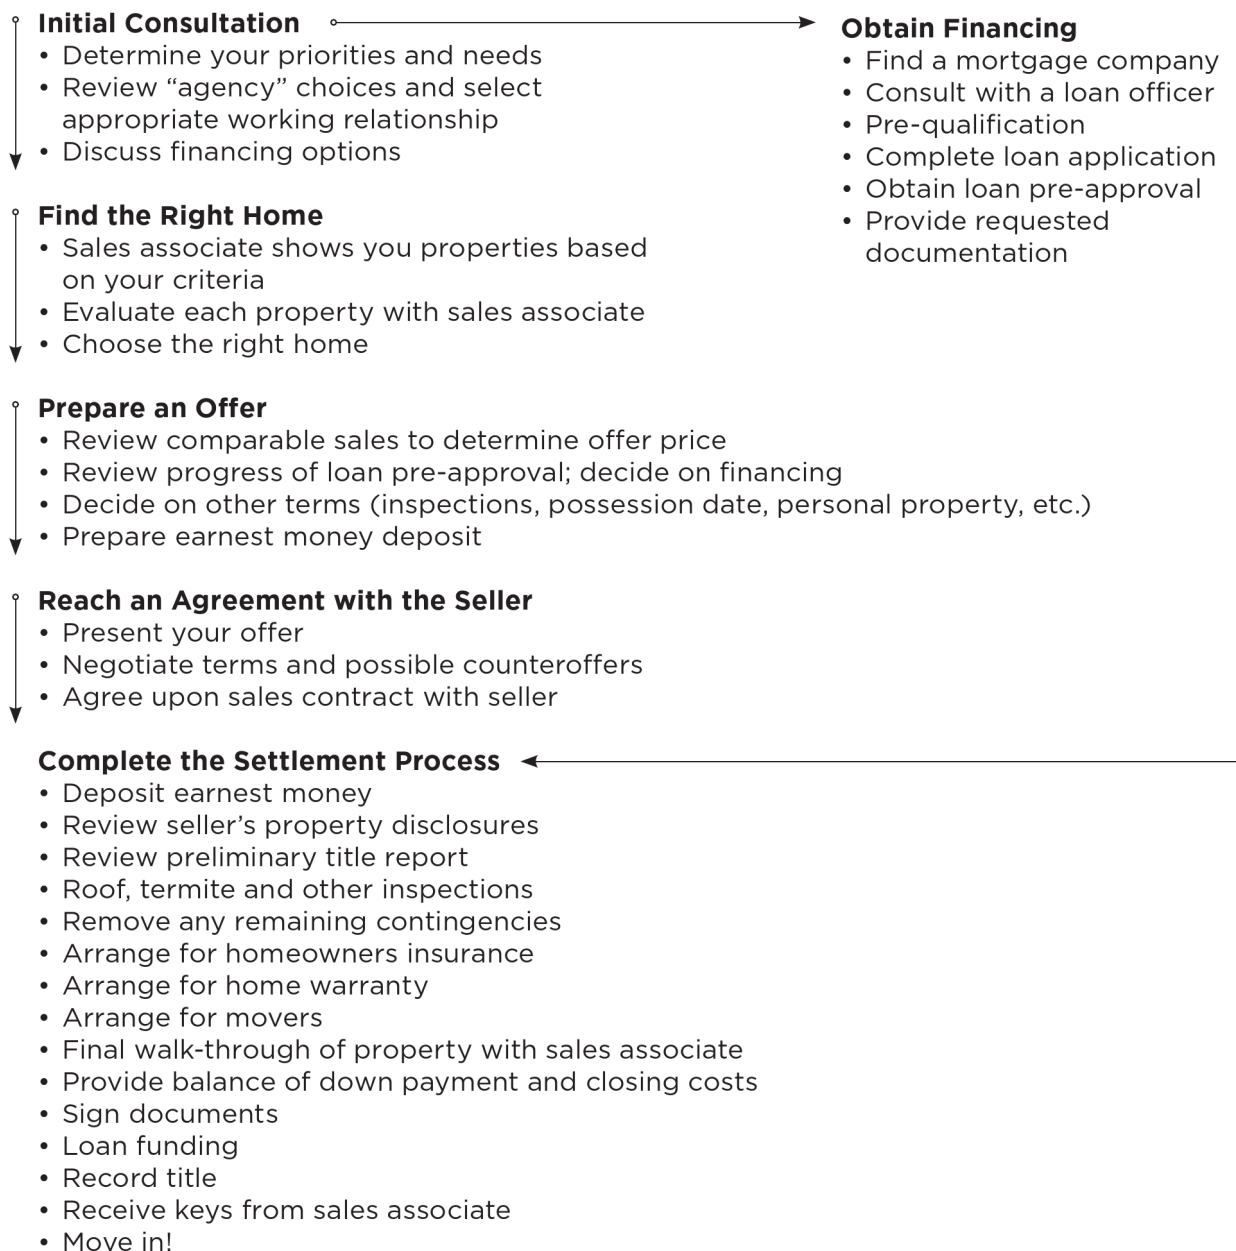 Initial Consultation
• Determine your priorities and needs
• Review “agency” choices and select
appropriate working relationship
• Discuss financing options
Obtain Financing
• Find a mortgage company
• Consult with a loan officer
• Pre-qualification
• Complete loan application
• Obtain loan pre-approval
• Provide requested
documentation
Find the Right Home
• Sales associate shows you properties based
on your criteria
• Evaluate each property with sales associate
• Choose the right home
Prepare an Offer
• Review comparable sales to determine offer price
• Review progress of loan pre-approval; decide on financing
• Decide on other terms (inspections, possession date, personal property, etc.)
• Prepare earnest money deposit
Reach an Agreement with the Seller
• Present your offer
• Negotiate terms and possible counteroffers
• Agree upon sales contract with seller
Complete the Settlement Process
• Deposit earnest money
• Review seller’s property disclosures
• Review preliminary title report
• Roof, termite and other inspections
• Remove any remaining contingencies
• Arrange for homeowners insurance
• Arrange for home warranty
• Arrange for movers
• Final walk-through of property with sales associate
• Provide balance of down payment and closing costs
• Sign documents
• Loan funding
• Record title
• Receive keys from sales associate
• Move in!